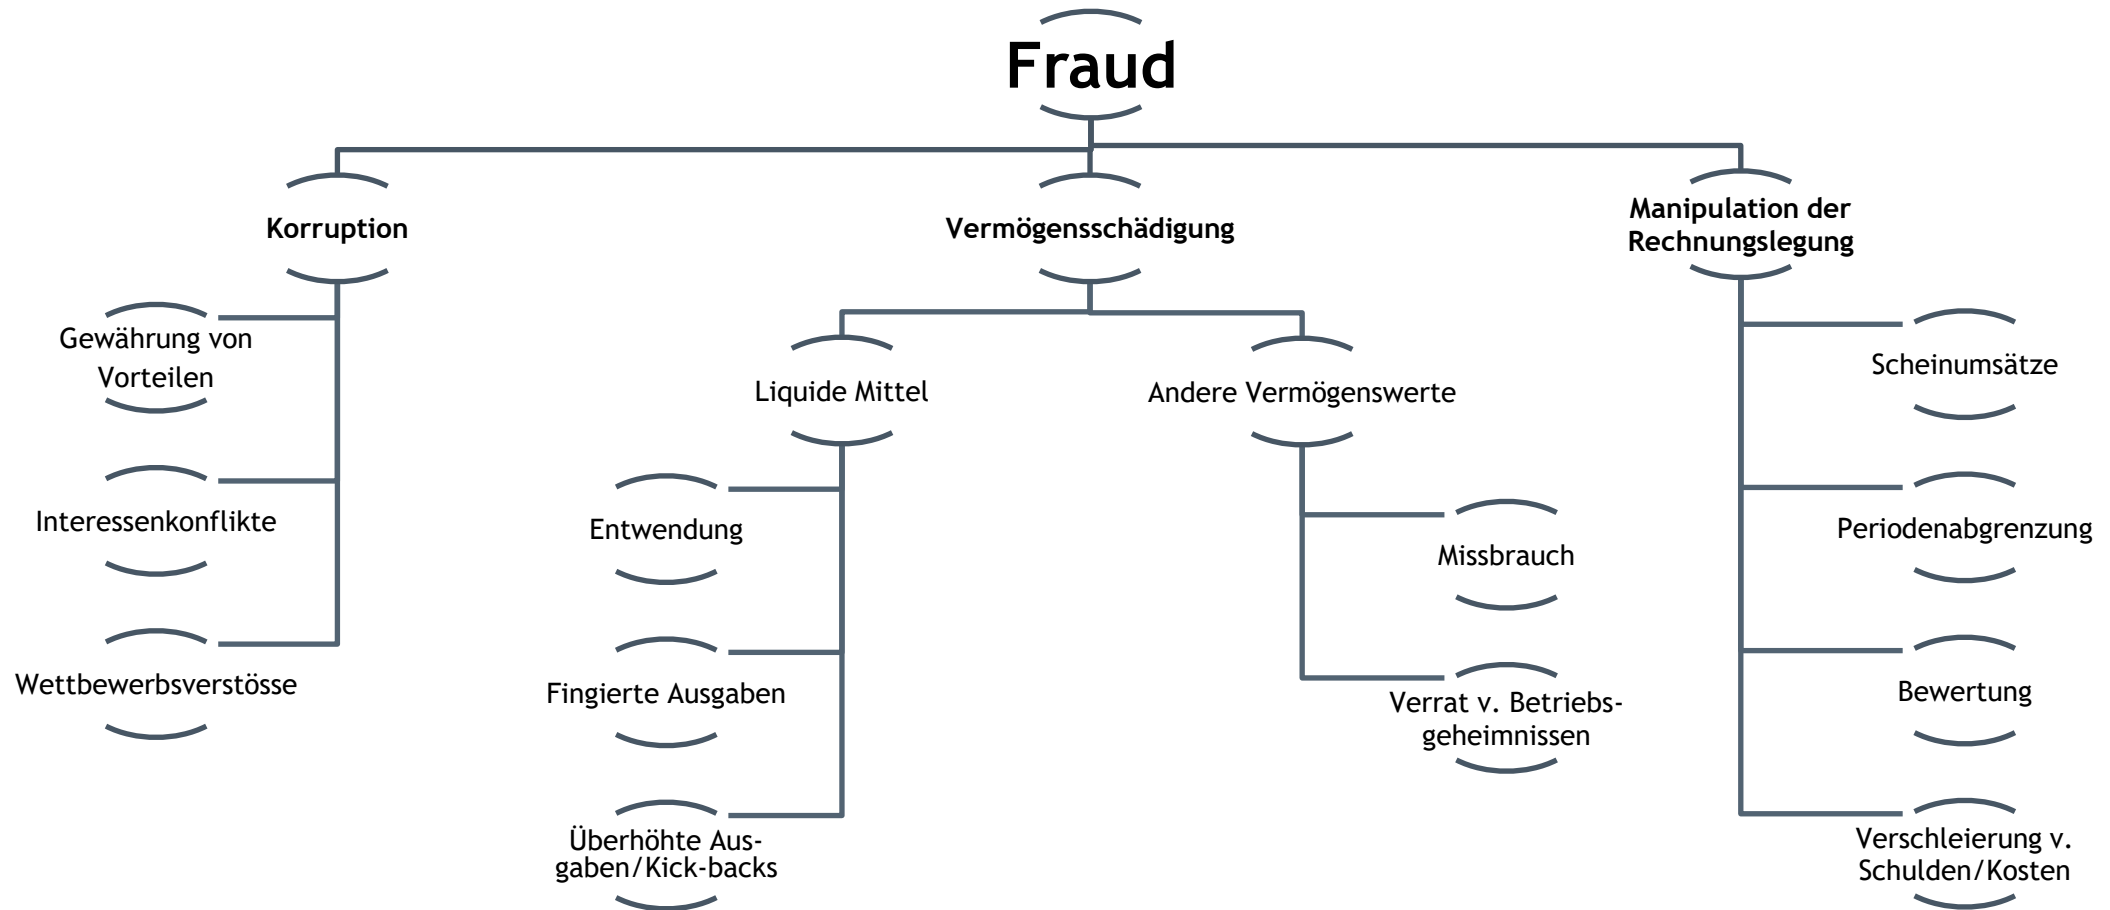 Fraud
Korruption
Gewährung von
Vorteilen
Interessenkonflikte
Wettbewerbsverstösse
Vermögensschädigung
Liquide Mittel
Entwendung
Fingierte Ausgaben
Überhöhte Aus-
gaben/Kick-backs
Andere Vermögenswerte
Missbrauch
Verrat v. Betriebs-
geheimnissen
Manipulation der
Rechnungslegung
Scheinumsätze
Periodenabgrenzung
Bewertung
Verschleierung v.
Schulden/Kosten